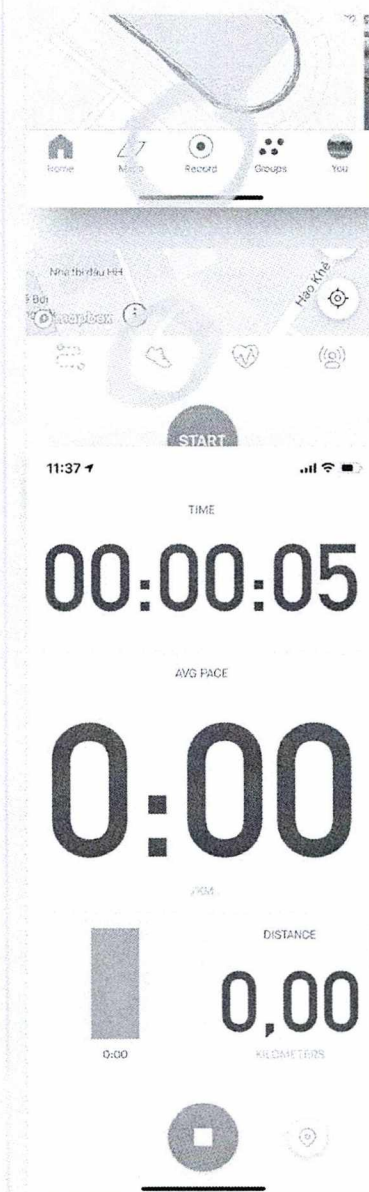 Home Maps Record Groups You
Nhà thi đấu HH
Hạo Khê
mapbox
START
11:37
TIME
00:00:05
AVG PACE
0:00
/KM
DISTANCE
0,00
0:00
KILOMETERS